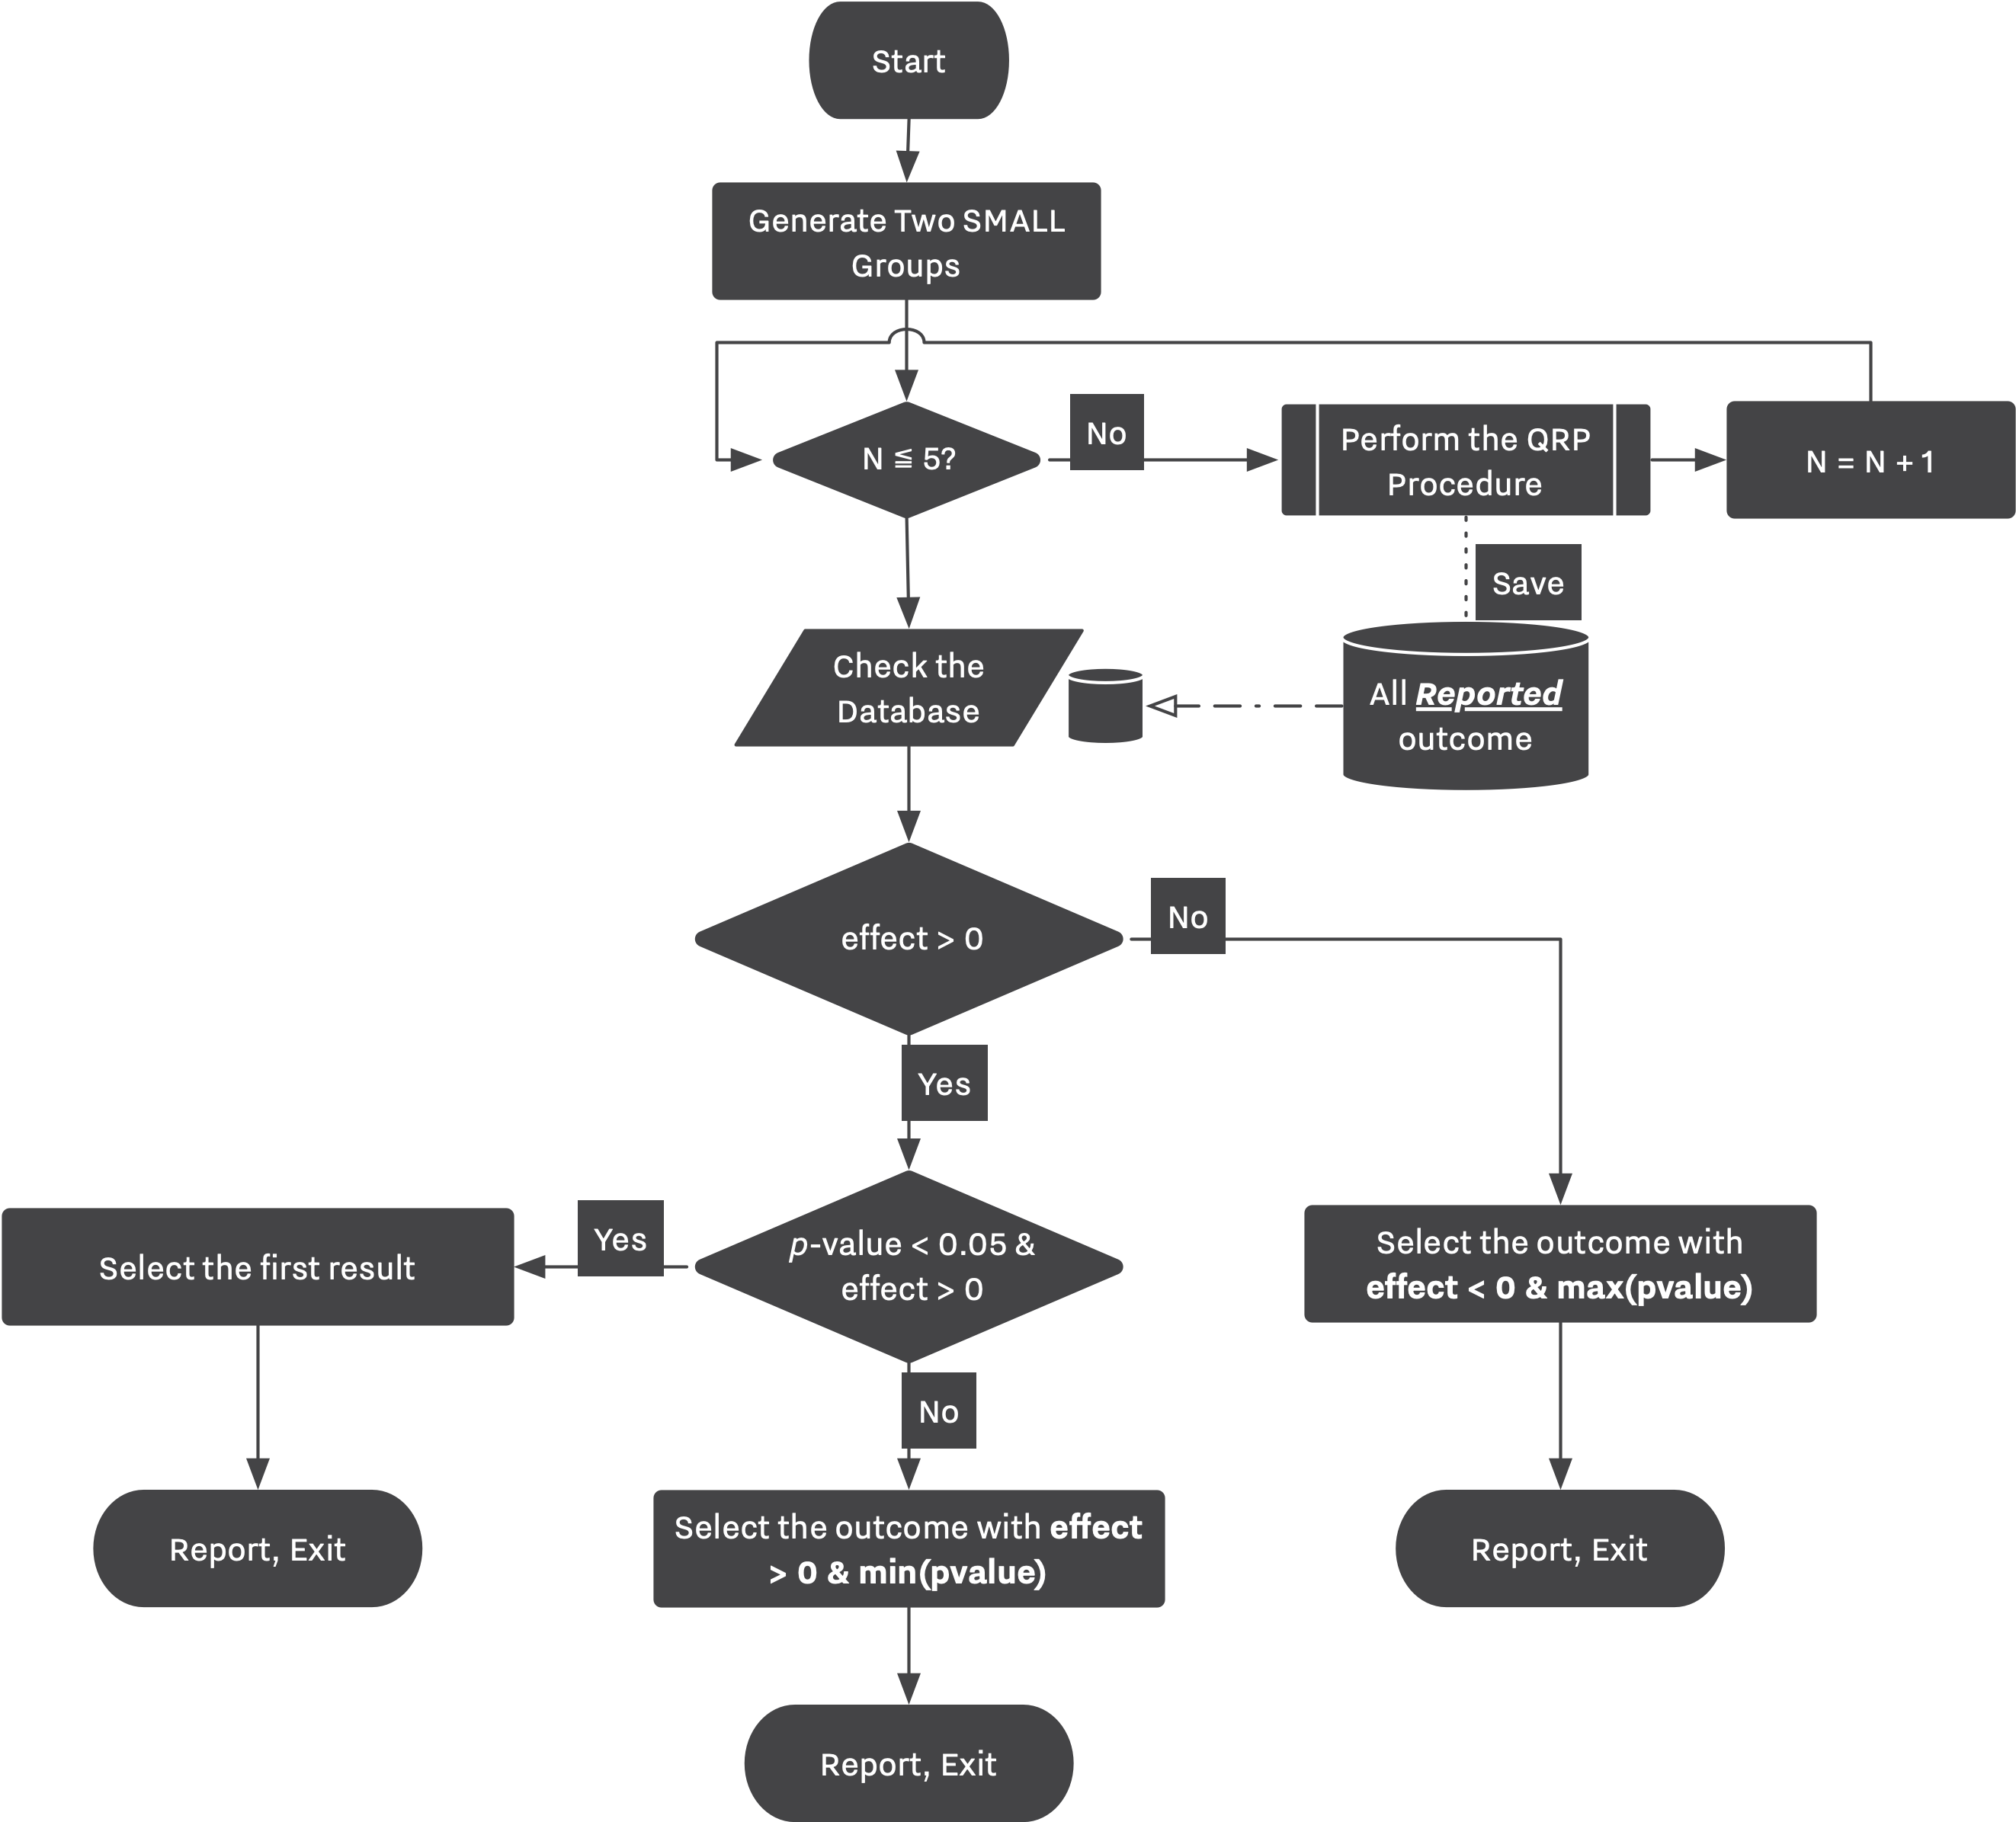 Start
Generate Two SMALL
Groups
N ≤ 5?
No
Perform the QRP
Procedure
N = N + 1
Save
All Reported
outcome
Check the
Database
effect > 0
No
Yes
p-value < 0.05 &
effect > 0
Yes
Select the first result
Select the outcome with
effect < 0 & max(pvalue)
No
Report, Exit
Select the outcome with effect
> 0 & min(pvalue)
Report, Exit
Report, Exit